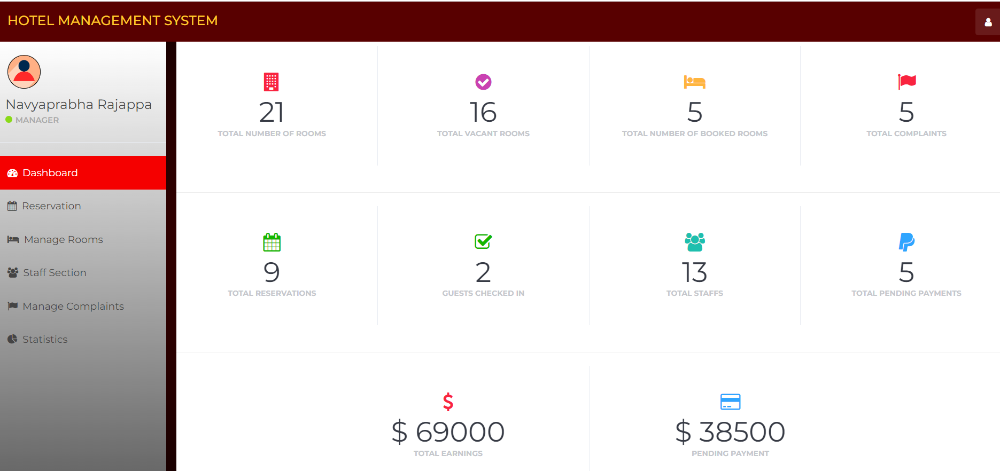 HOTEL MANAGEMENT SYSTEM
Navyaprabha Rajappa
MANAGER
Dashboard
Reservation
Manage Rooms
Staff Section
Manage Complaints
Statistics
21
TOTAL NUMBER OF ROOMS
16
TOTAL VACANT ROOMS
5
TOTAL NUMBER OF BOOKED ROOMS
5
TOTAL COMPLAINTS
9
TOTAL RESERVATIONS
2
GUESTS CHECKED IN
13
TOTAL STAFFS
5
TOTAL PENDING PAYMENTS
$ 69000
TOTAL EARNINGS
$ 38500
PENDING PAYMENT